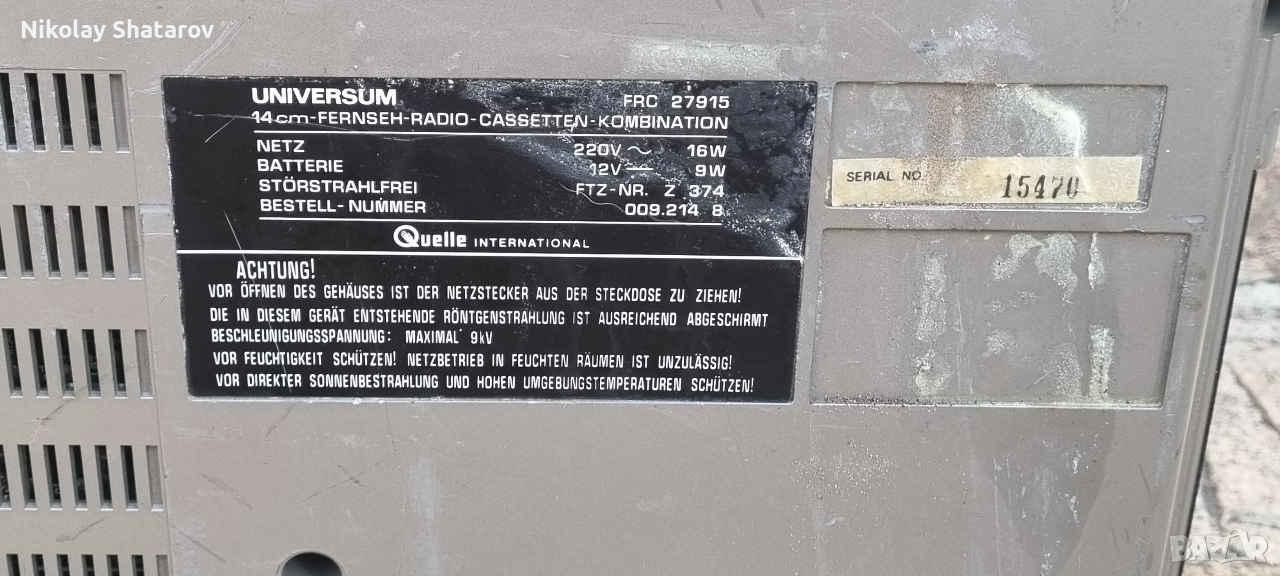 Nikolay Shatarov
UNIVERSUM FRC 27915
14cm-FERNSEH-RADIO-CASSETTEN-KOMBINATION
NETZ 220V ~ 16W
BATTERIE 12V ⎓ 9W
STÖRSTRAHLFREI FTZ-NR. Z 374
BESTELL-NUMMER 009.214 8
Quelle INTERNATIONAL
ACHTUNG!
VOR ÖFFNEN DES GEHÄUSES IST DER NETZSTECKER AUS DER STECKDOSE ZU ZIEHEN!
DIE IN DIESEM GERÄT ENTSTEHENDE RÖNTGENSTRAHLUNG IST AUSREICHEND ABGESCHIRMT
BESCHLEUNIGUNGSSPANNUNG: MAXIMAL 9kV
VOR FEUCHTIGKEIT SCHÜTZEN! NETZBETRIEB IN FEUCHTEN RÄUMEN IST UNZULÄSSIG!
VOR DIREKTER SONNENBESTRAHLUNG UND HOHEN UMGEBUNGSTEMPERATUREN SCHÜTZEN!
SERIAL NO. 15470
BAZAR